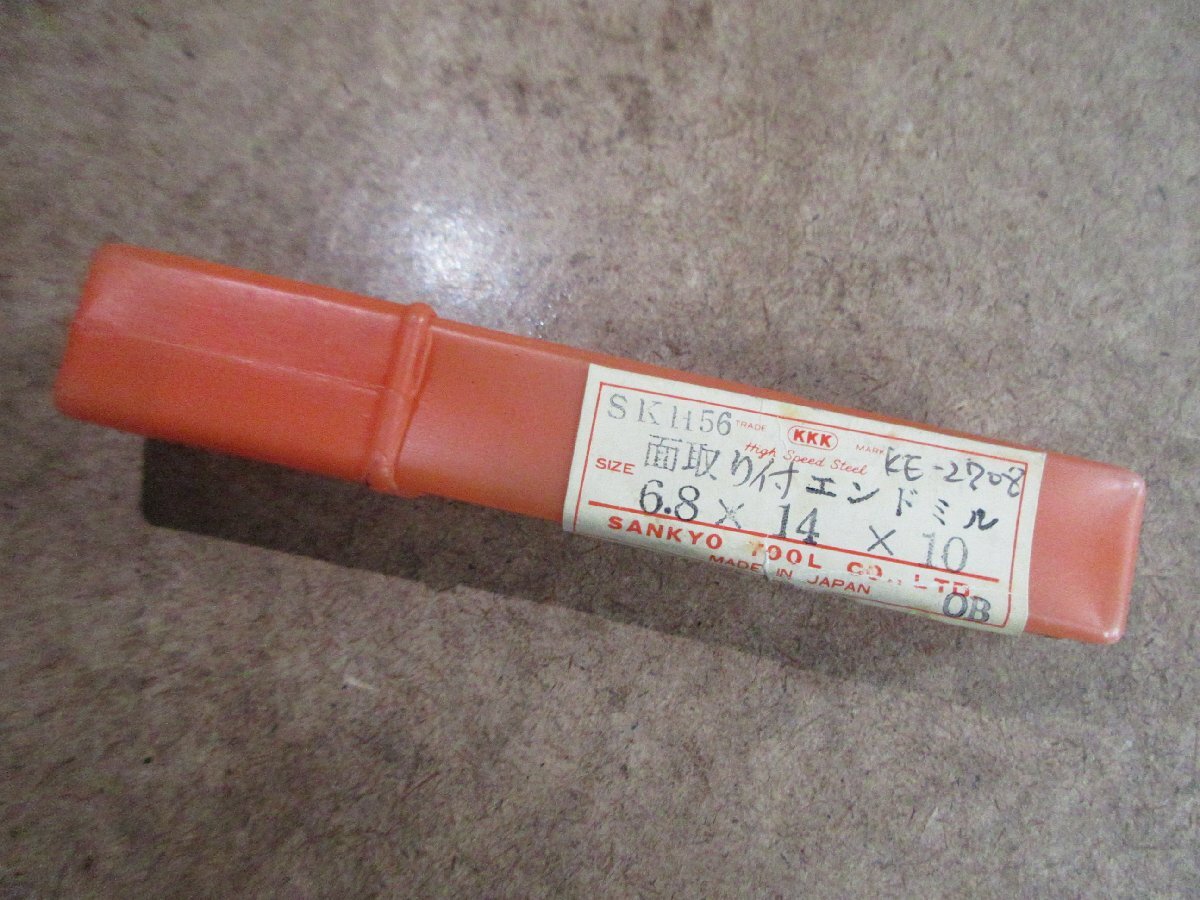 SKH56 TRADE KKK MARK KE-2708
High Speed Steel
SIZE 面取り付エンドミル
6.8 × 14 × 10
SANKYO TOOL CO., LTD.
MADE IN JAPAN
OB